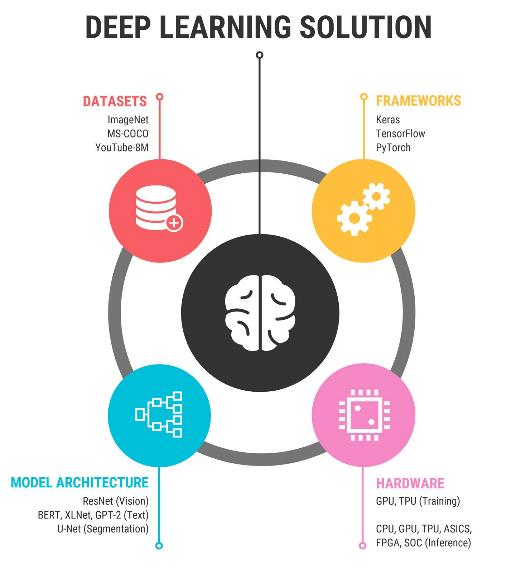 DEEP LEARNING SOLUTION
DATASETS
ImageNet
MS-COCO
YouTube-8M
FRAMEWORKS
Keras
TensorFlow
PyTorch
MODEL ARCHITECTURE
ResNet (Vision)
BERT, XLNet, GPT-2 (Text)
U-Net (Segmentation)
HARDWARE
GPU, TPU (Training)
CPU, GPU, TPU, ASICS,
FPGA, SOC (Inference)